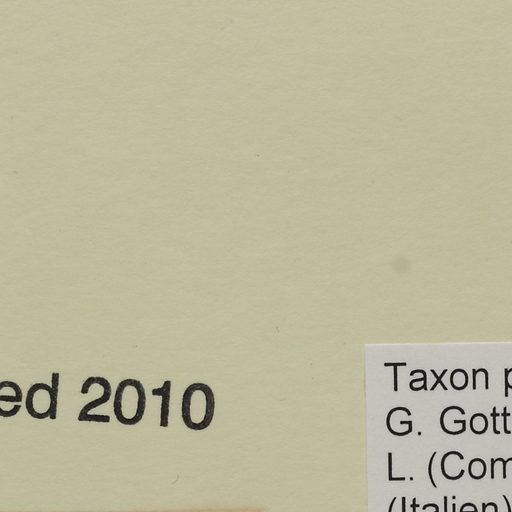 ed 2010
Taxon p
G. Gott
L. (Com
(Italien)